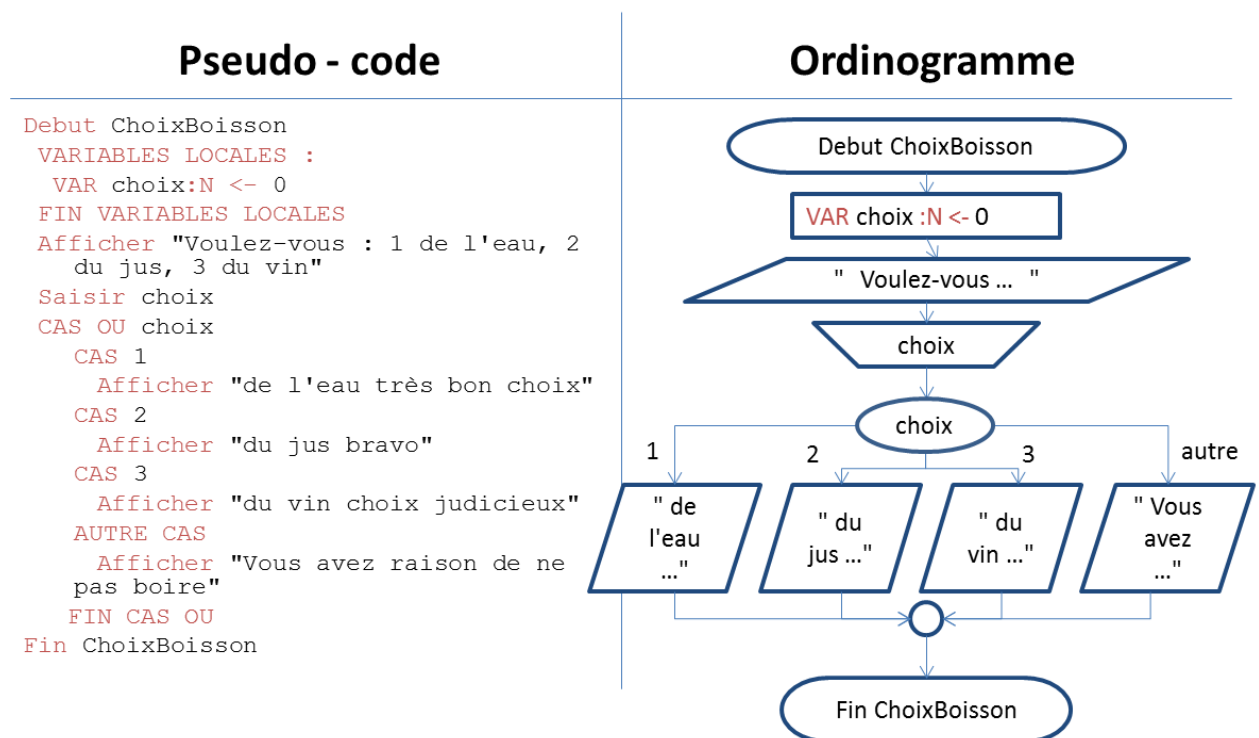 Pseudo - code
Debut ChoixBoisson
VARIABLES LOCALES :
VAR choix:N <- 0
FIN VARIABLES LOCALES
Afficher "Voulez-vous : 1 de l'eau, 2
du jus, 3 du vin"
Saisir choix
CAS OU choix
CAS 1
Afficher "de l'eau très bon choix"
CAS 2
Afficher "du jus bravo"
CAS 3
Afficher "du vin choix judicieux"
AUTRE CAS
Afficher "Vous avez raison de ne
pas boire"
FIN CAS OU
Fin ChoixBoisson
Ordinogramme
Debut ChoixBoisson
VAR choix :N <- 0
" Voulez-vous ... "
choix
choix
1
2
3
autre
" de
l'eau
..."
" du
jus ..."
" du
vin ..."
" Vous
avez
..."
Fin ChoixBoisson